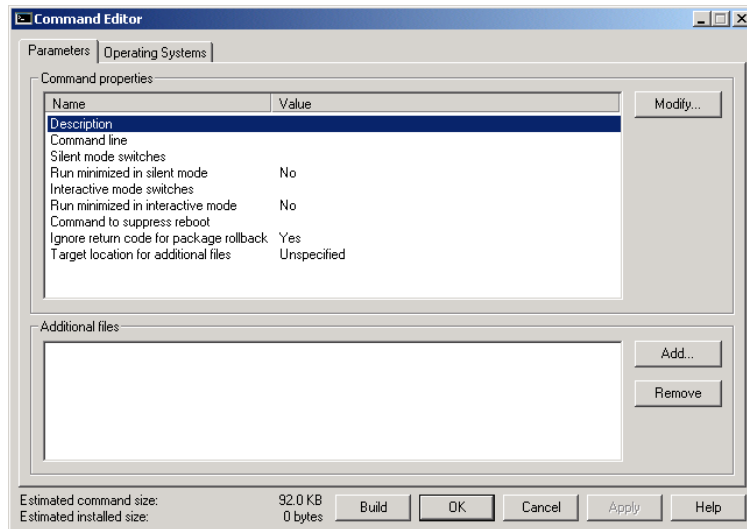 Command Editor
Parameters Operating Systems
Command properties
Name Value
Modify...
Description
Command line
Silent mode switches
Run minimized in silent mode No
Interactive mode switches
Run minimized in interactive mode No
Command to suppress reboot
Ignore return code for package rollback Yes
Target location for additional files Unspecified
Additional files
Add...
Remove
Estimated command size: 92.0 KB
Estimated installed size: 0 bytes
Build OK Cancel Apply Help